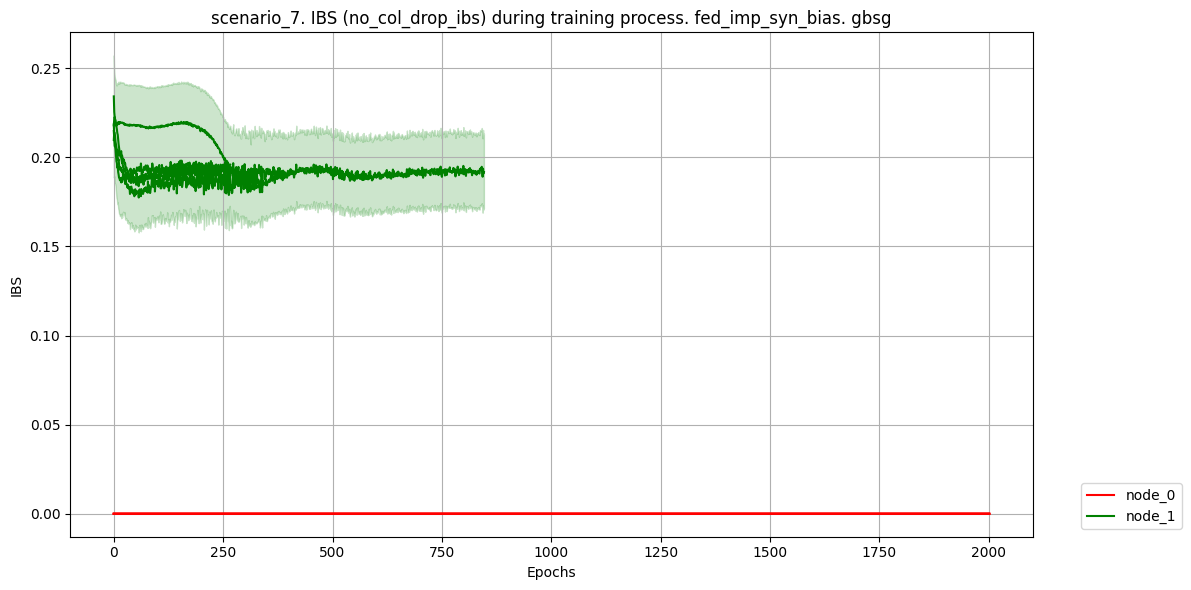 scenario_7. IBS (no_col_drop_ibs) during training process. fed_imp_syn_bias. gbsg
0.25
0.20
0.15
0.10
0.05
0.00
IBS
0 250 500 750 1000 1250 1500 1750 2000
Epochs
node_0
node_1